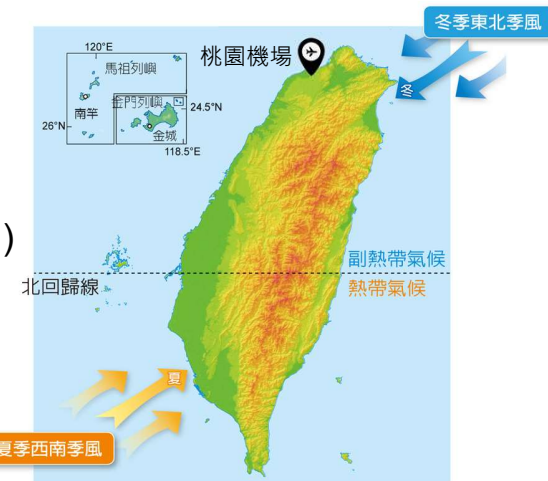 冬季東北季風
120°E
桃園機場
馬祖列嶼
冬
金門列嶼
24.5°N
南竿
26°N
金城
118.5°E
)
副熱帶氣候
北回歸線
熱帶氣候
夏
夏季西南季風